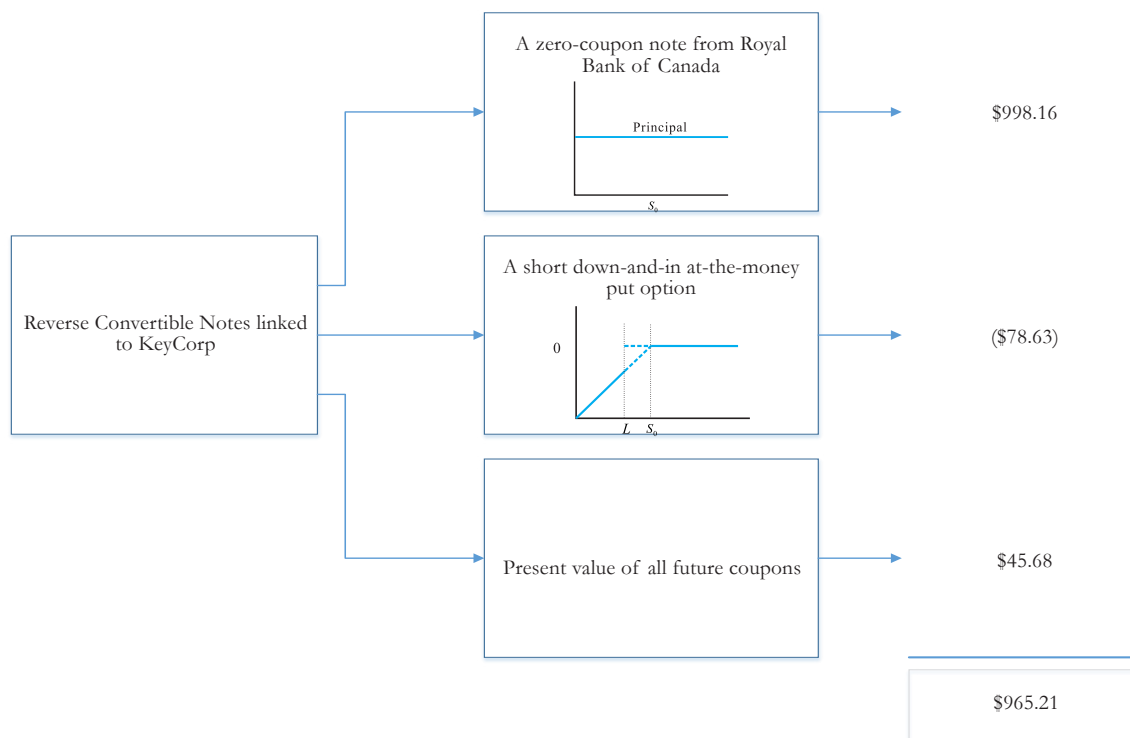 A zero-coupon note from Royal
Bank of Canada
Principal
S₀
$998.16
Reverse Convertible Notes linked
to KeyCorp
A short down-and-in at-the-money
put option
0
L S₀
($78.63)
Present value of all future coupons
$45.68
$965.21